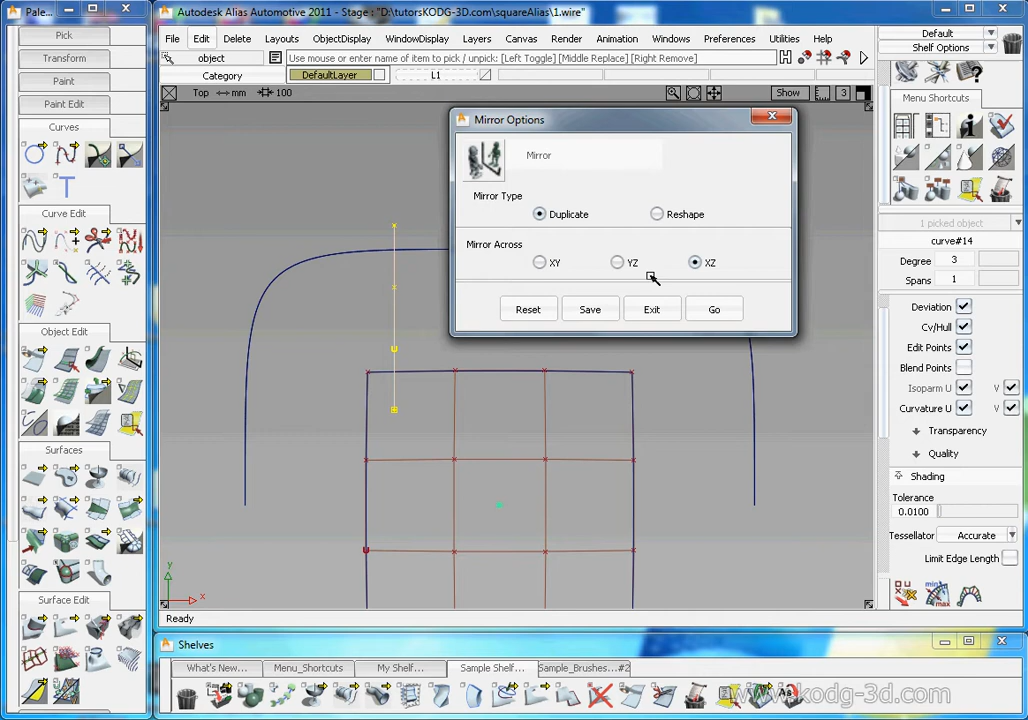 Pale...
Autodesk Alias Automotive 2011 - Stage : "D:\tutorsKODG-3D.com\squareAlias\1.wire"
File Edit Delete Layouts ObjectDisplay WindowDisplay Layers Canvas Render Animation Windows Preferences Utilities Help
object Use mouse or enter name of item to pick / unpick: [Left Toggle] [Middle Replace] [Right Remove]
Category DefaultLayer L1
Top mm 100 Show 3
Pick
Transform
Paint
Paint Edit
Curves
Curve Edit
Object Edit
Surfaces
Surface Edit
Mirror Options
Mirror
Mirror Type
Duplicate Reshape
Mirror Across
XY YZ XZ
Reset Save Exit Go
y
x
Ready
Default
Shelf Options
Menu Shortcuts
1 picked object
curve#14
Degree 3
Spans 1
Deviation
Cv/Hull
Edit Points
Blend Points
Isoparm U V
Curvature U V
Transparency
Quality
Shading
Tolerance
0.0100
Tessellator Accurate
Limit Edge Length
min max
Shelves
What's New... Menu_Shortcuts My Shelf... Sample Shelf... Sample_Brushes...#2
www.kodg-3d.com